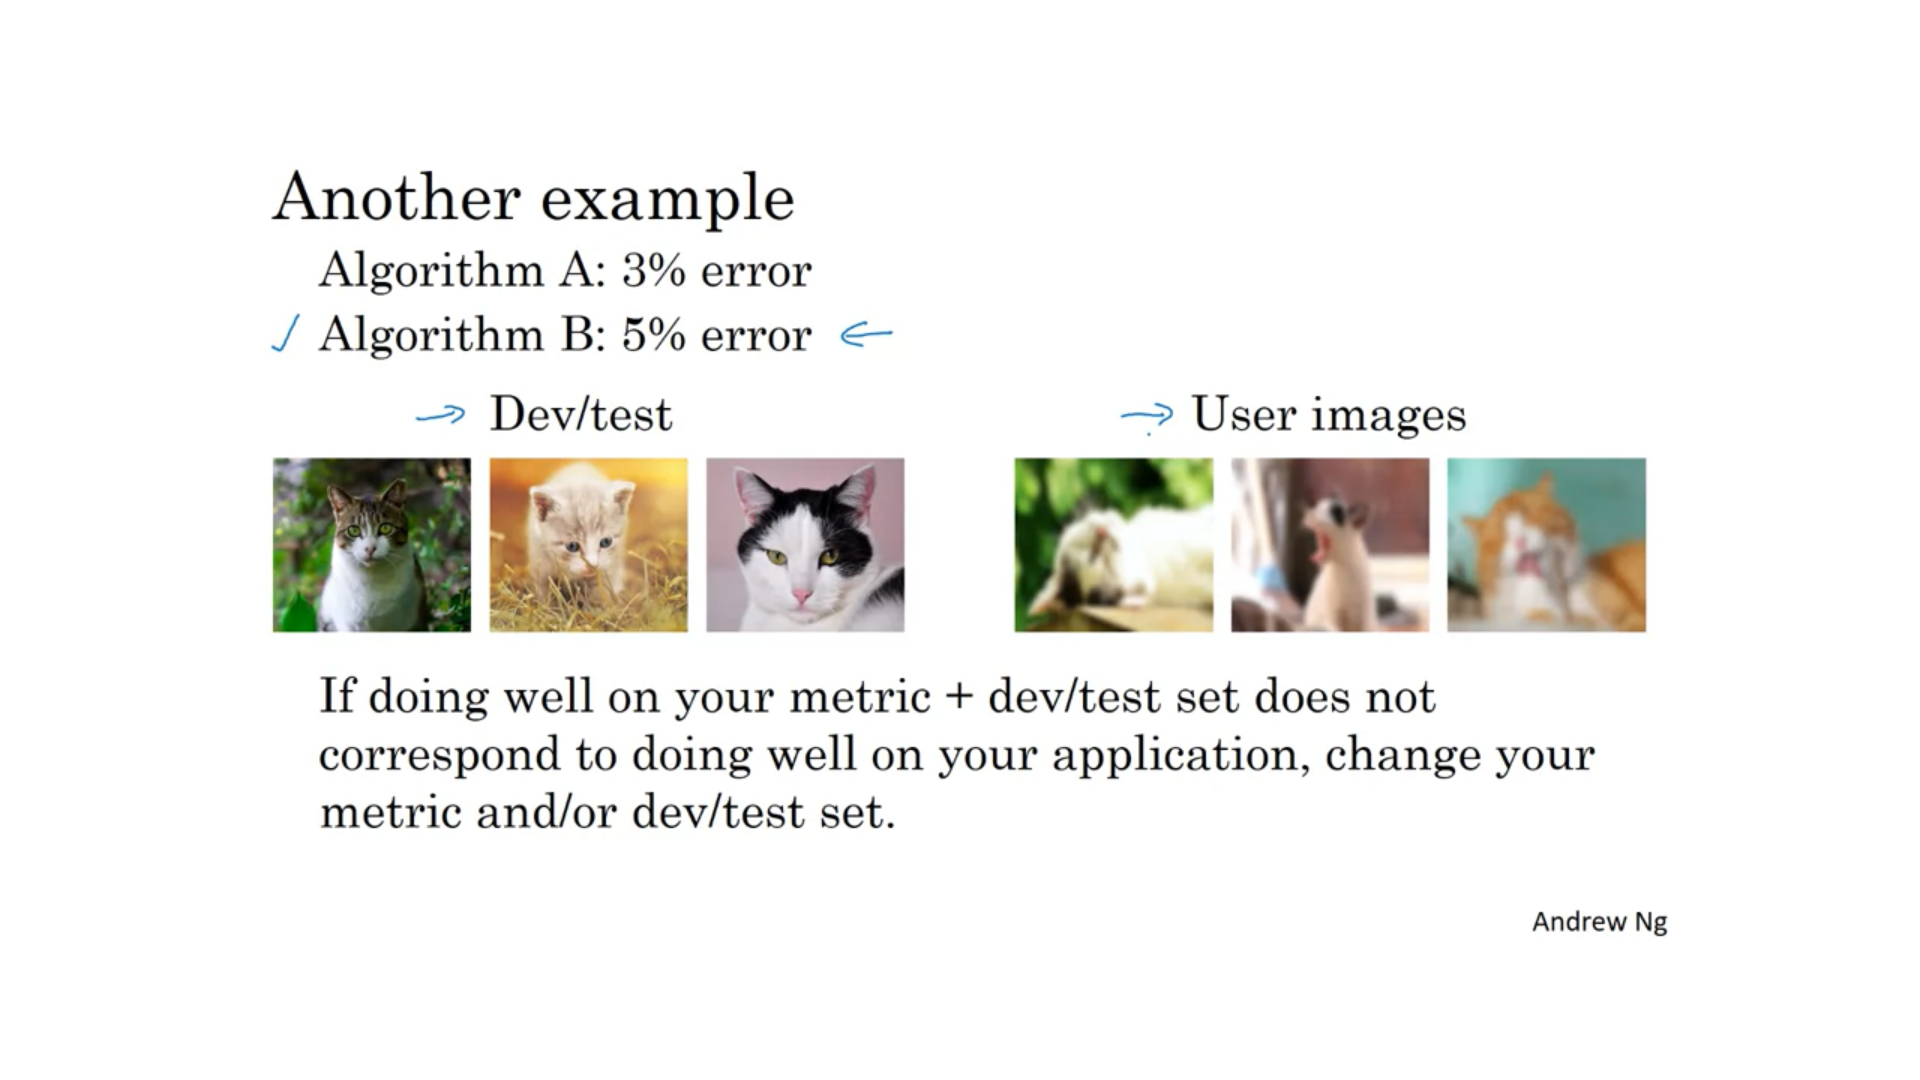 Another example
Algorithm A: 3% error
✓ Algorithm B: 5% error ←
→ Dev/test
→ User images
If doing well on your metric + dev/test set does not
correspond to doing well on your application, change your
metric and/or dev/test set.
Andrew Ng